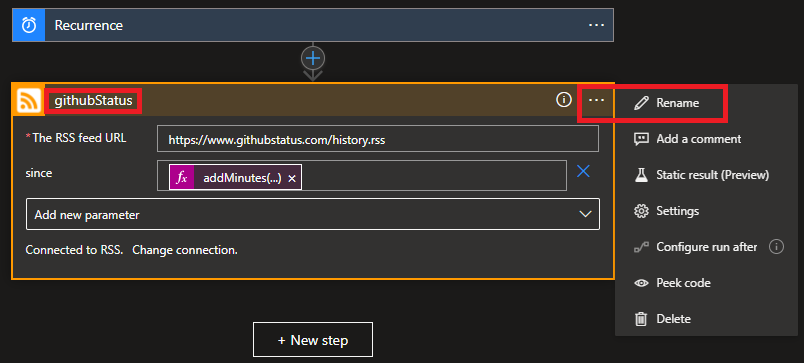 Recurrence
githubStatus
Rename
* The RSS feed URL
https://www.githubstatus.com/history.rss
Add a comment
since
fx addMinutes(...) ×
Static result (Preview)
Add new parameter
Settings
Connected to RSS. Change connection.
Configure run after
Peek code
Delete
+ New step